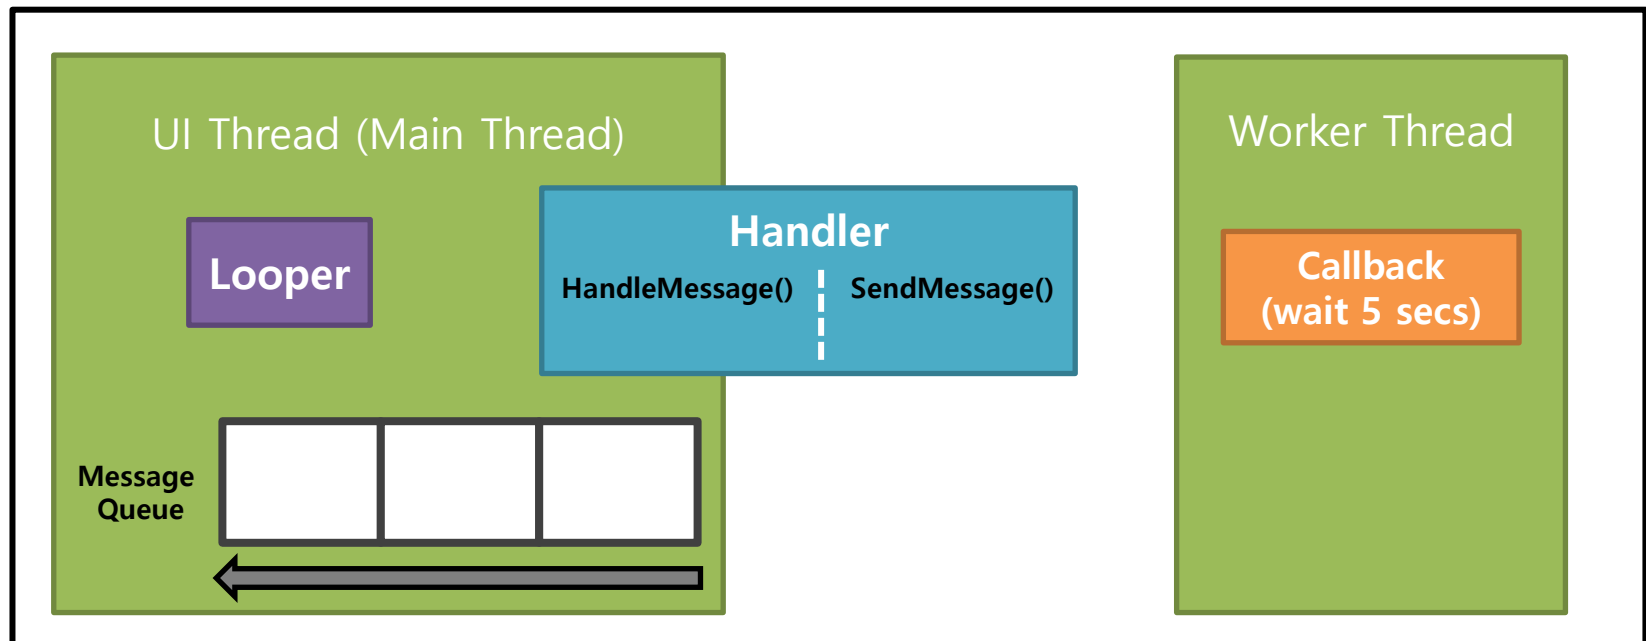 UI Thread (Main Thread)
Looper
Handler
HandleMessage()
SendMessage()
Message
Queue
Worker Thread
Callback
(wait 5 secs)